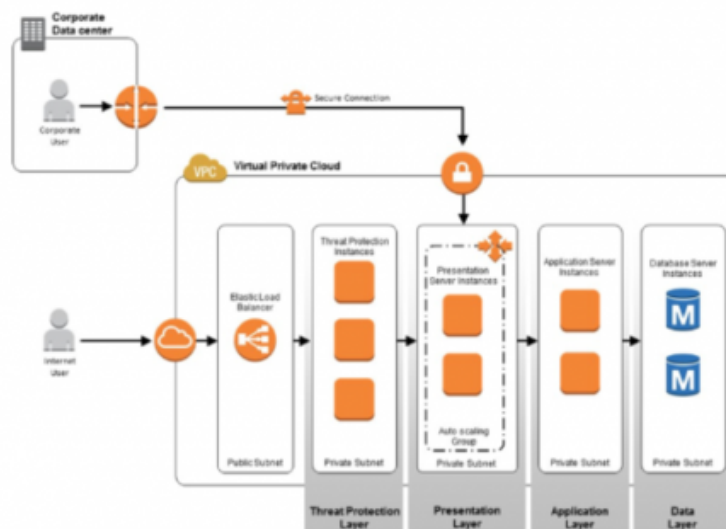 Corporate
Data center
Corporate
User
Secure Connection
VPC
Virtual Private Cloud
Internet
User
Elastic Load
Balancer
Public Subnet
Threat Protection
Instances
Private Subnet
Presentation
Server Instances
Auto scaling
Group
Private Subnet
Application Server
Instances
Private Subnet
Database Server
Instances
M
M
Private Subnet
Threat Protection
Layer
Presentation
Layer
Application
Layer
Data
Layer